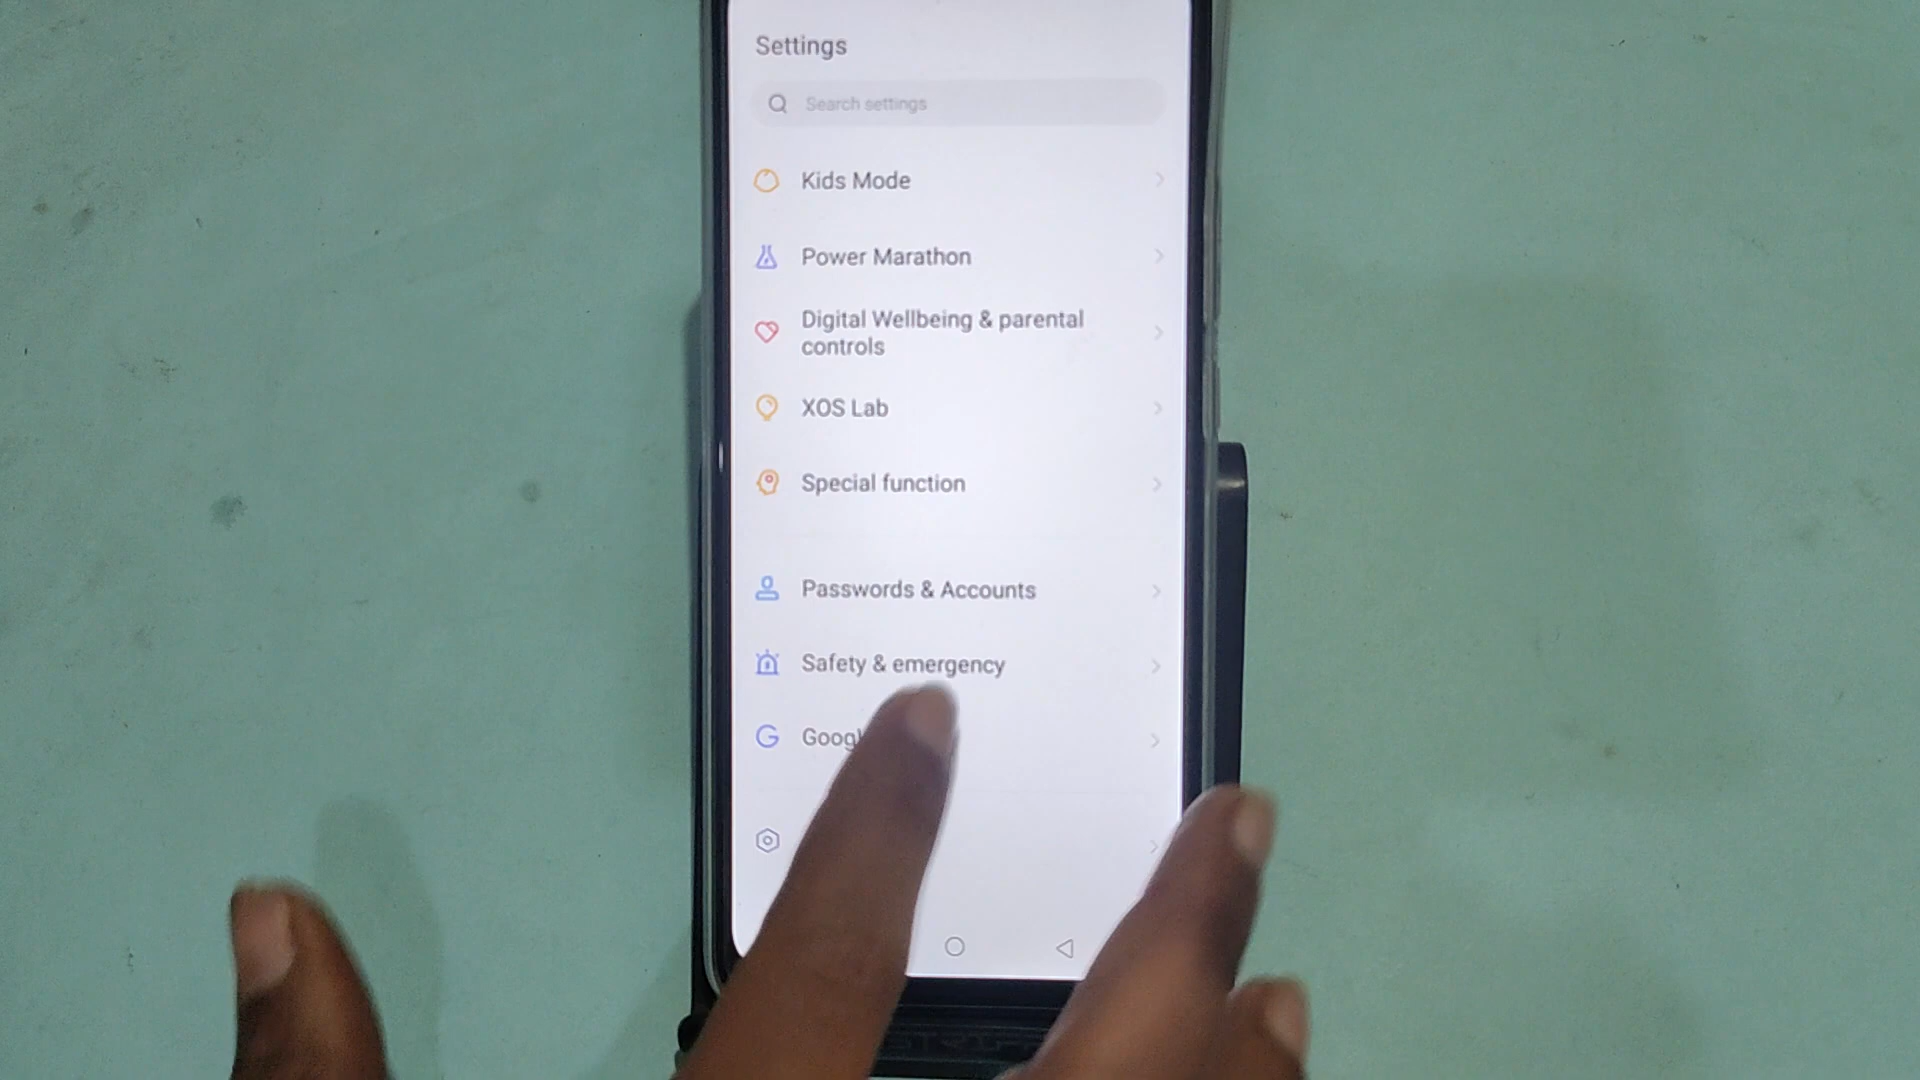 Settings
Search settings
Kids Mode
Power Marathon
Digital Wellbeing & parental
controls
XOS Lab
Special function
Passwords & Accounts
Safety & emergency
Googl